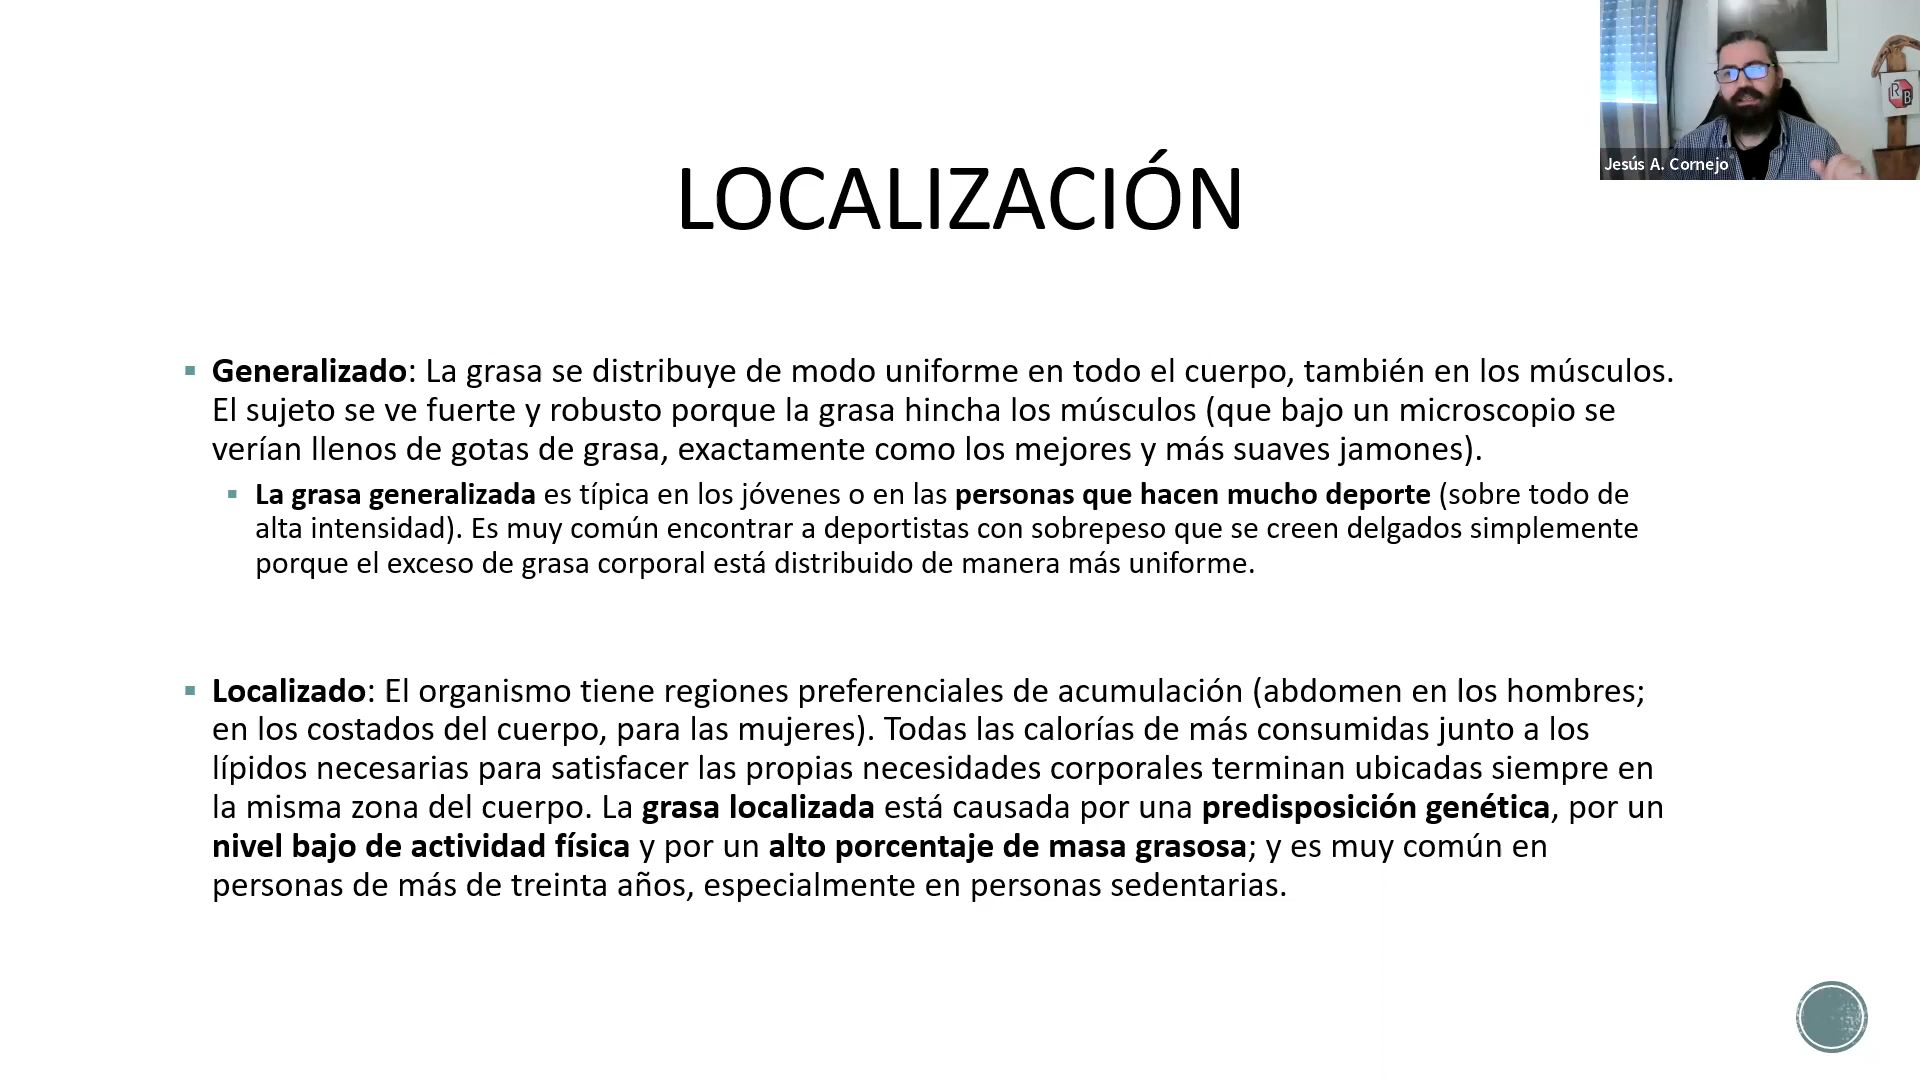 Jesús A. Cornejo
R
B
LOCALIZACIÓN
▪ Generalizado: La grasa se distribuye de modo uniforme en todo el cuerpo, también en los músculos.
El sujeto se ve fuerte y robusto porque la grasa hincha los músculos (que bajo un microscopio se
verían llenos de gotas de grasa, exactamente como los mejores y más suaves jamones).
▪ La grasa generalizada es típica en los jóvenes o en las personas que hacen mucho deporte (sobre todo de
alta intensidad). Es muy común encontrar a deportistas con sobrepeso que se creen delgados simplemente
porque el exceso de grasa corporal está distribuido de manera más uniforme.
▪ Localizado: El organismo tiene regiones preferenciales de acumulación (abdomen en los hombres;
en los costados del cuerpo, para las mujeres). Todas las calorías de más consumidas junto a los
lípidos necesarias para satisfacer las propias necesidades corporales terminan ubicadas siempre en
la misma zona del cuerpo. La grasa localizada está causada por una predisposición genética, por un
nivel bajo de actividad física y por un alto porcentaje de masa grasosa; y es muy común en
personas de más de treinta años, especialmente en personas sedentarias.